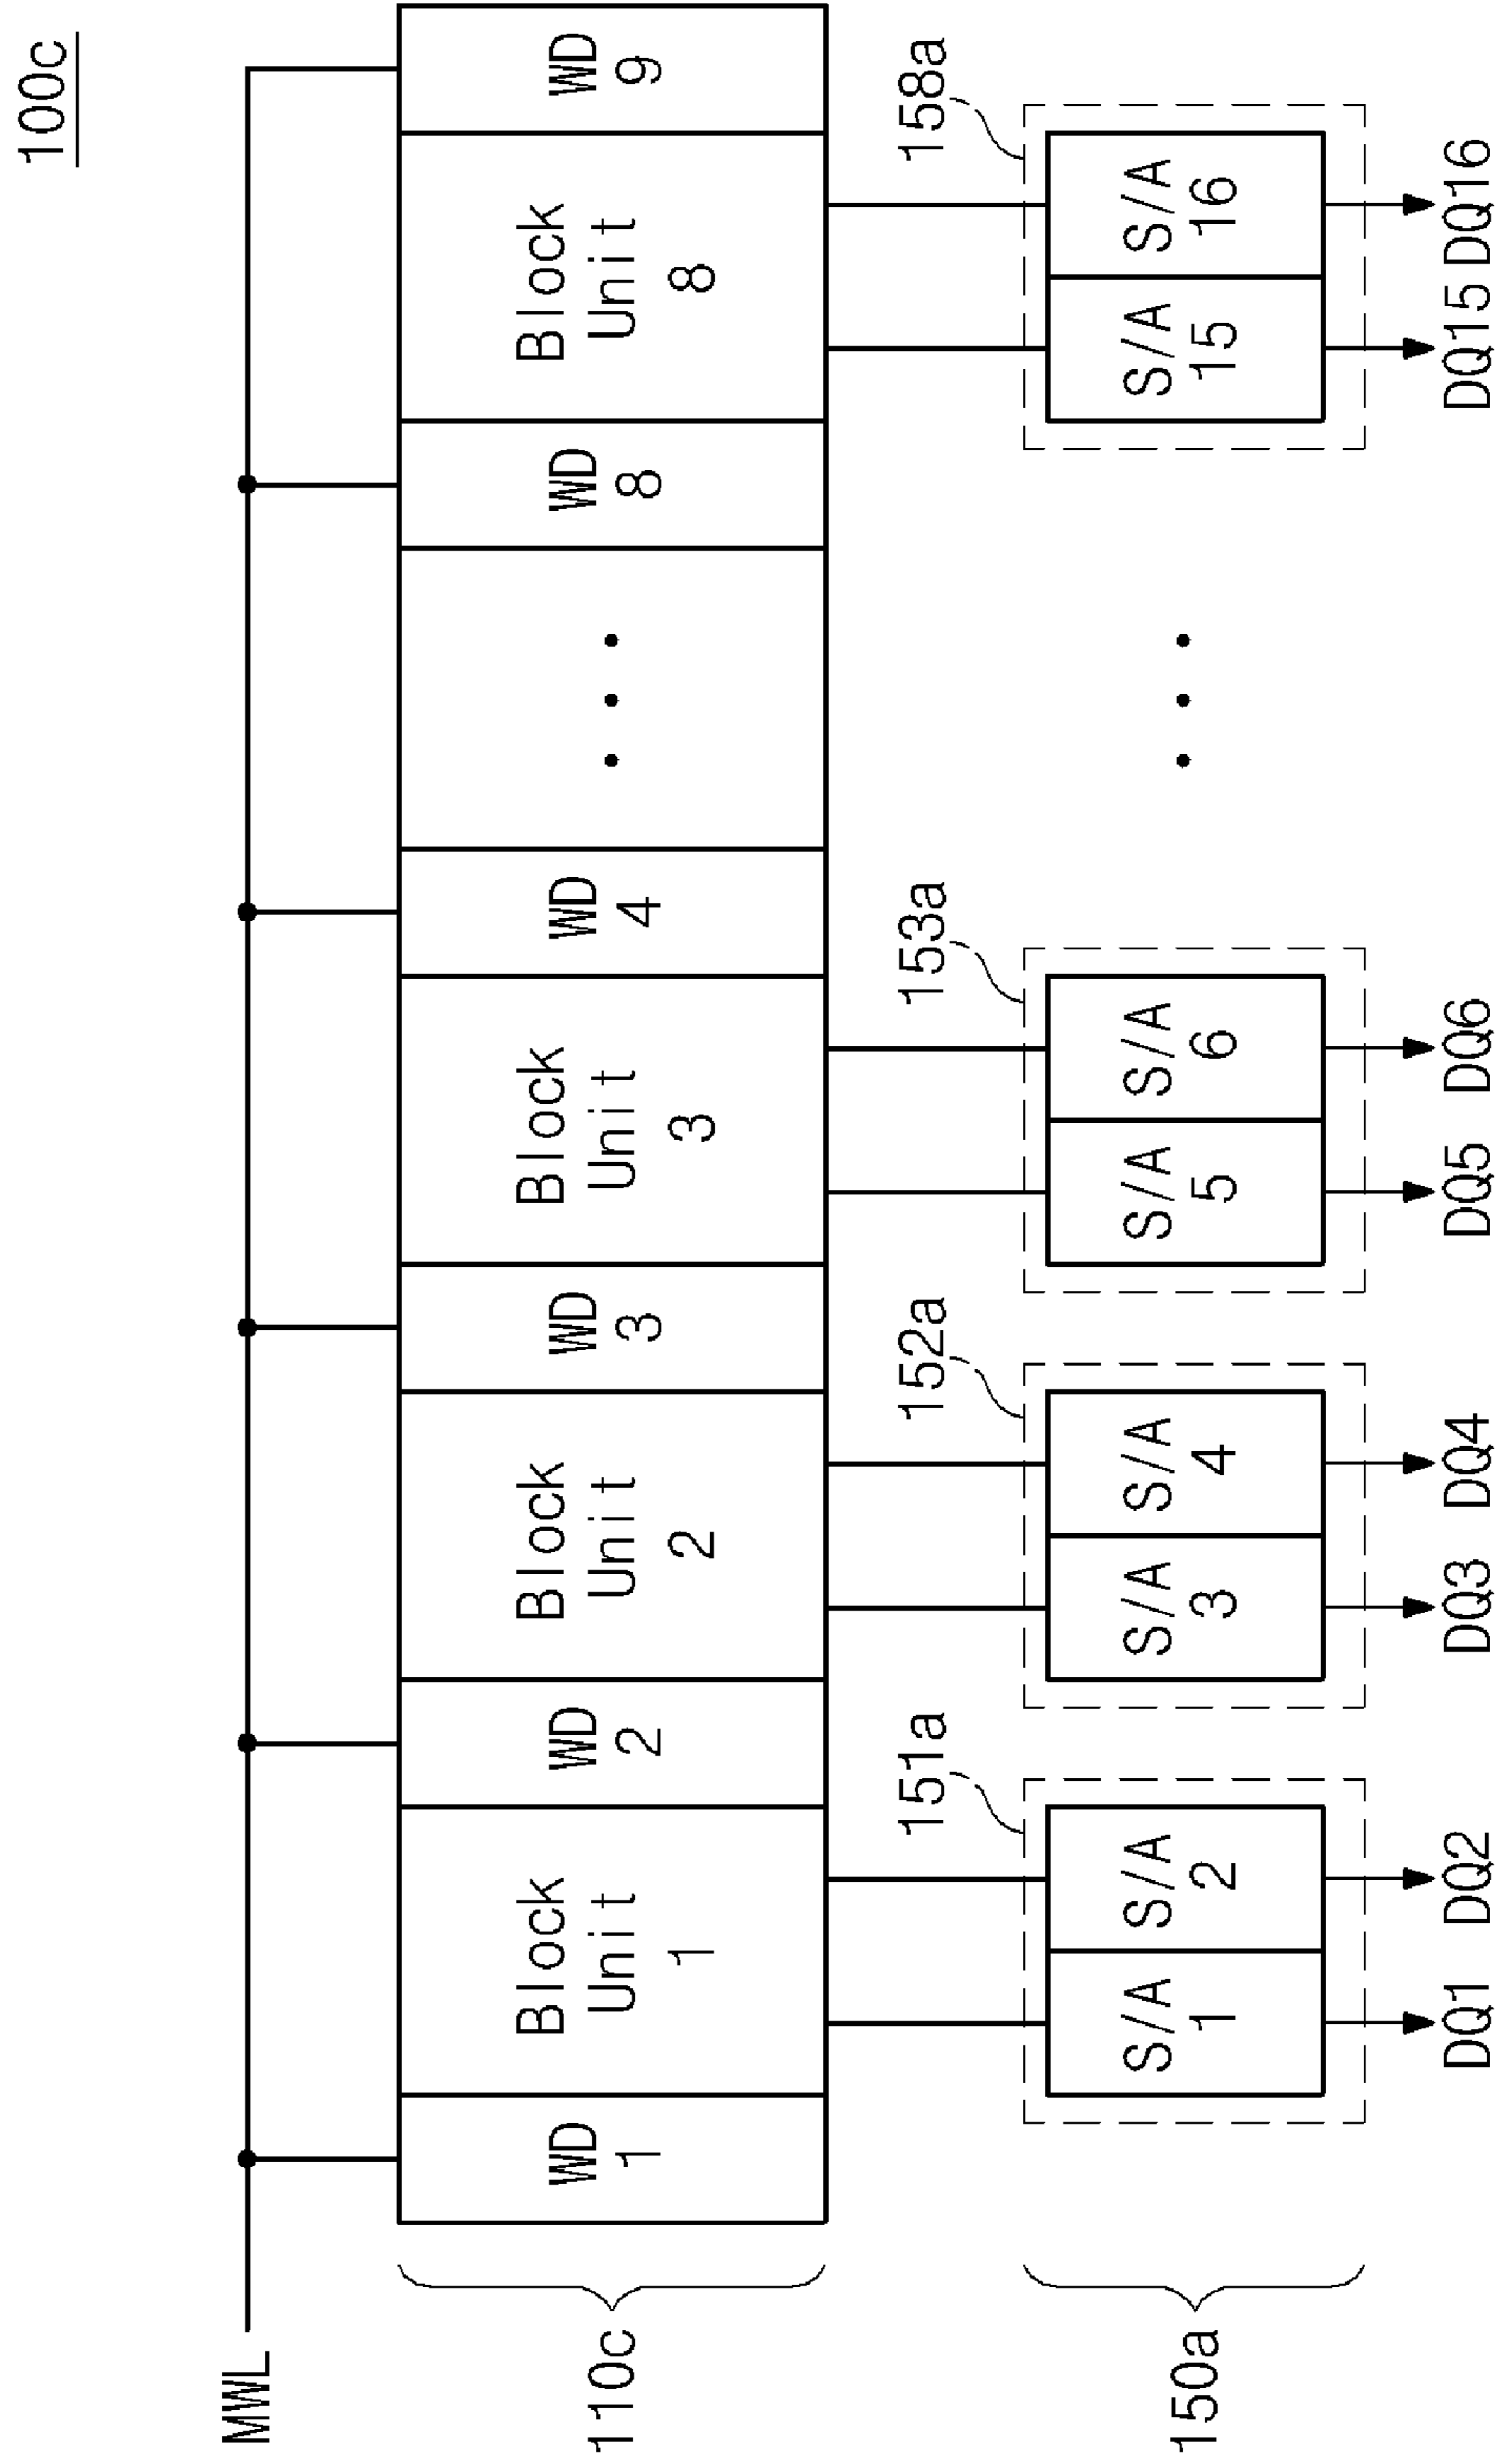 100c
MWL
WD 1
Block Unit 1
WD 2
Block Unit 2
WD 3
Block Unit 3
WD 4
WD 8
Block Unit 8
WD 9
110c
151a
152a
153a
158a
S/A 1
S/A 2
S/A 3
S/A 4
S/A 5
S/A 6
S/A 15
S/A 16
150a
DQ1
DQ2
DQ3
DQ4
DQ5
DQ6
DQ15
DQ16